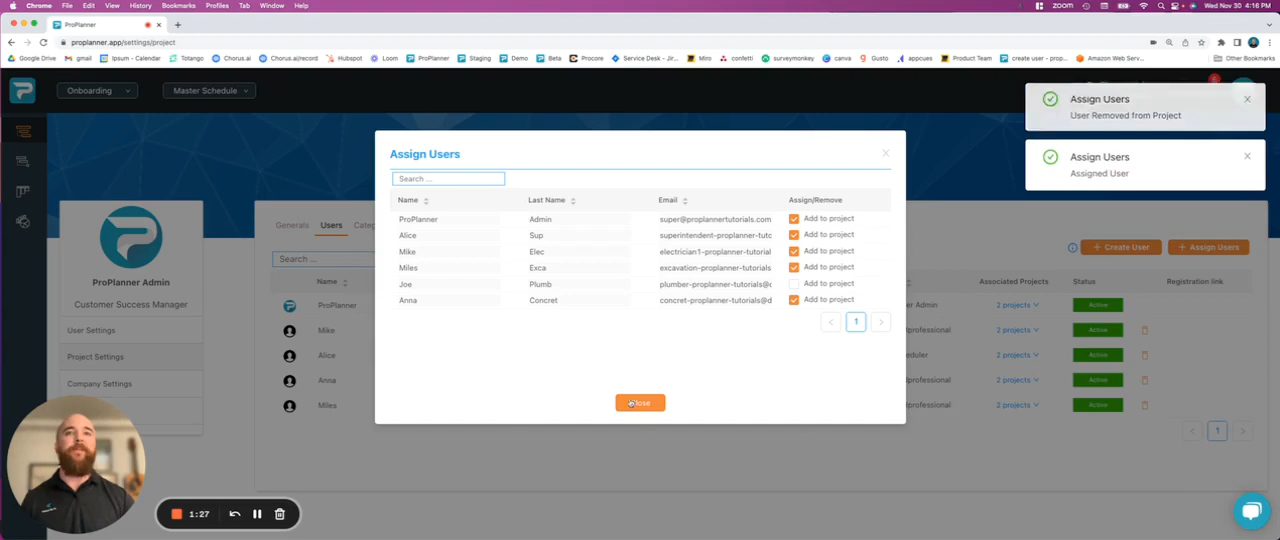 Chrome File Edit View History Bookmarks Profiles Tab Window Help zoom Wed Nov 30 4:16 PM
ProPlanner
proplanner.app/settings/project
Google Drive gmail Ipsum - Calendar Totango Chorus.ai Chorus.ai|record Hubspot Loom ProPlanner Staging Demo Beta Procore Service Desk - Jir... Miro confetti surveymonkey canva Gusto appcues Product Team create user - prop... Amazon Web Serv... Other Bookmarks
Onboarding Master Schedule
Assign Users
User Removed from Project
Assign Users
Assigned User
Assign Users
Search ...
Name Last Name Email Assign/Remove
ProPlanner Admin super@proplannertutorials.com Add to project
Alice Sup superintendent-proplanner-tutc Add to project
Mike Elec electrician1-proplanner-tutorial Add to project
Miles Exca excavation-proplanner-tutorials Add to project
Joe Plumb plumber-proplanner-tutorials@c Add to project
Anna Concret concret-proplanner-tutorials@d Add to project
1
Close
ProPlanner Admin
Customer Success Manager
User Settings
Project Settings
Company Settings
Generals Users Categ
Search ...
+ Create User + Assign Users
Name Associated Projects Status Registration link
ProPlanner er Admin 2 projects Active
Mike professional 2 projects Active
Alice eduler 2 projects Active
Anna professional 2 projects Active
Miles professional 2 projects Active
1
1:27